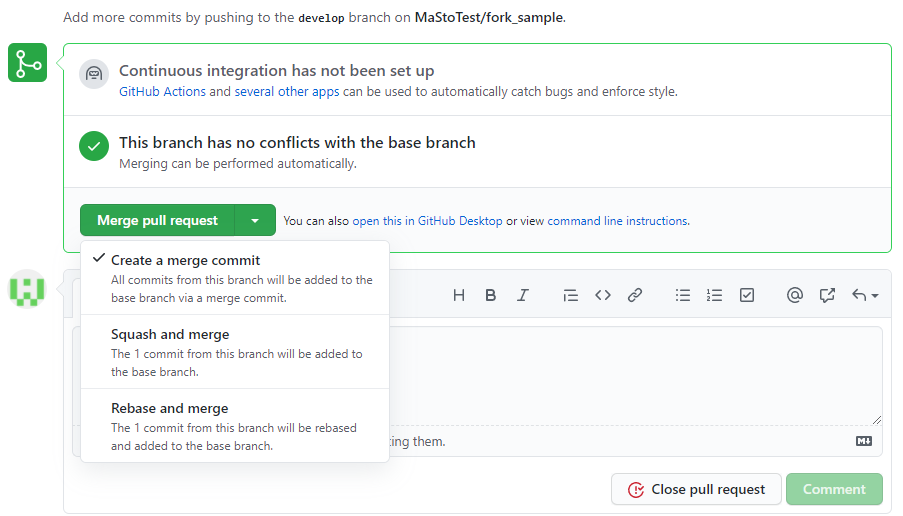 Add more commits by pushing to the develop branch on MaStoTest/fork_sample.
Continuous integration has not been set up
GitHub Actions and several other apps can be used to automatically catch bugs and enforce style.
This branch has no conflicts with the base branch
Merging can be performed automatically.
Merge pull request
You can also open this in GitHub Desktop or view command line instructions.
Create a merge commit
All commits from this branch will be added to the
base branch via a merge commit.
Squash and merge
The 1 commit from this branch will be added to
the base branch.
Rebase and merge
The 1 commit from this branch will be rebased
and added to the base branch.
H B I
ting them.
Close pull request
Comment